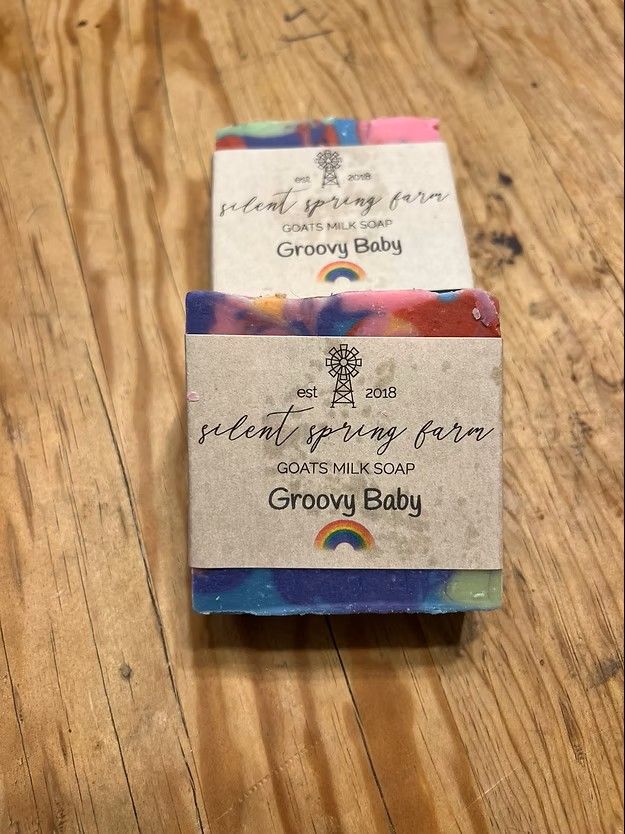 est 2018
silent spring farm
GOATS MILK SOAP
Groovy Baby
est 2018
silent spring farm
GOATS MILK SOAP
Groovy Baby